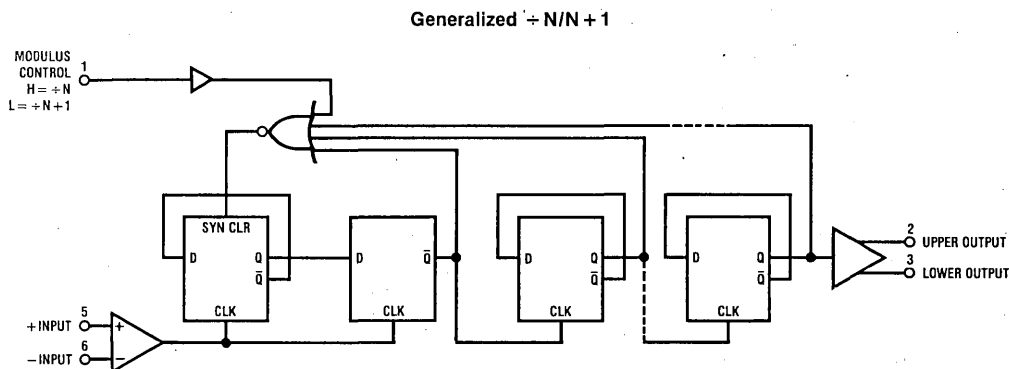 Generalized ÷ N/N + 1
MODULUS
CONTROL
H = ÷N
L = ÷N+1
1
SYN CLR
D
Q
Q̅
CLK
D
Q̅
CLK
D
Q
Q̅
CLK
D
Q
Q̅
CLK
2
UPPER OUTPUT
3
LOWER OUTPUT
+INPUT
5
+
−INPUT
6
−